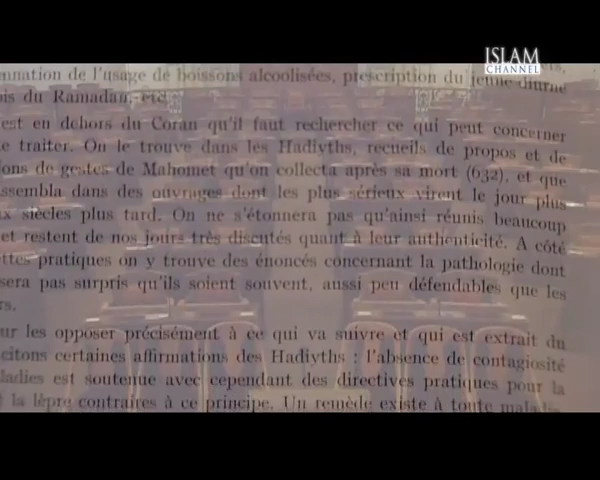 ISLAM
CHANNEL
mnation de l'usage de boissons alcoolisées, prescription du jeûne diurne
ois du Ramadan, etc.
est en dehors du Coran qu'il faut rechercher ce qui peut concerner
e traiter. On le trouve dans les Hadiyths, recueils de propos et de
ions de gestes de Mahomet qu'on collecta après sa mort (632), et que
ssembla dans des ouvrages dont les plus sérieux virent le jour plus
ux siècles plus tard. On ne s'étonnera pas qu'ainsi réunis beaucoup
et restent de nos jours très discutés quant à leur authenticité. A côté
ttes pratiques on y trouve des énoncés concernant la pathologie dont
sera pas surpris qu'ils soient souvent, aussi peu défendables que les
rs.
ur les opposer précisément à ce qui va suivre et qui est extrait du
citons certaines affirmations des Hadiyths : l'absence de contagiosité
ladies est soutenue avec cependant des directives pratiques pour la
t la lèpre contraires à ce principe. Un remède existe à toute maladie